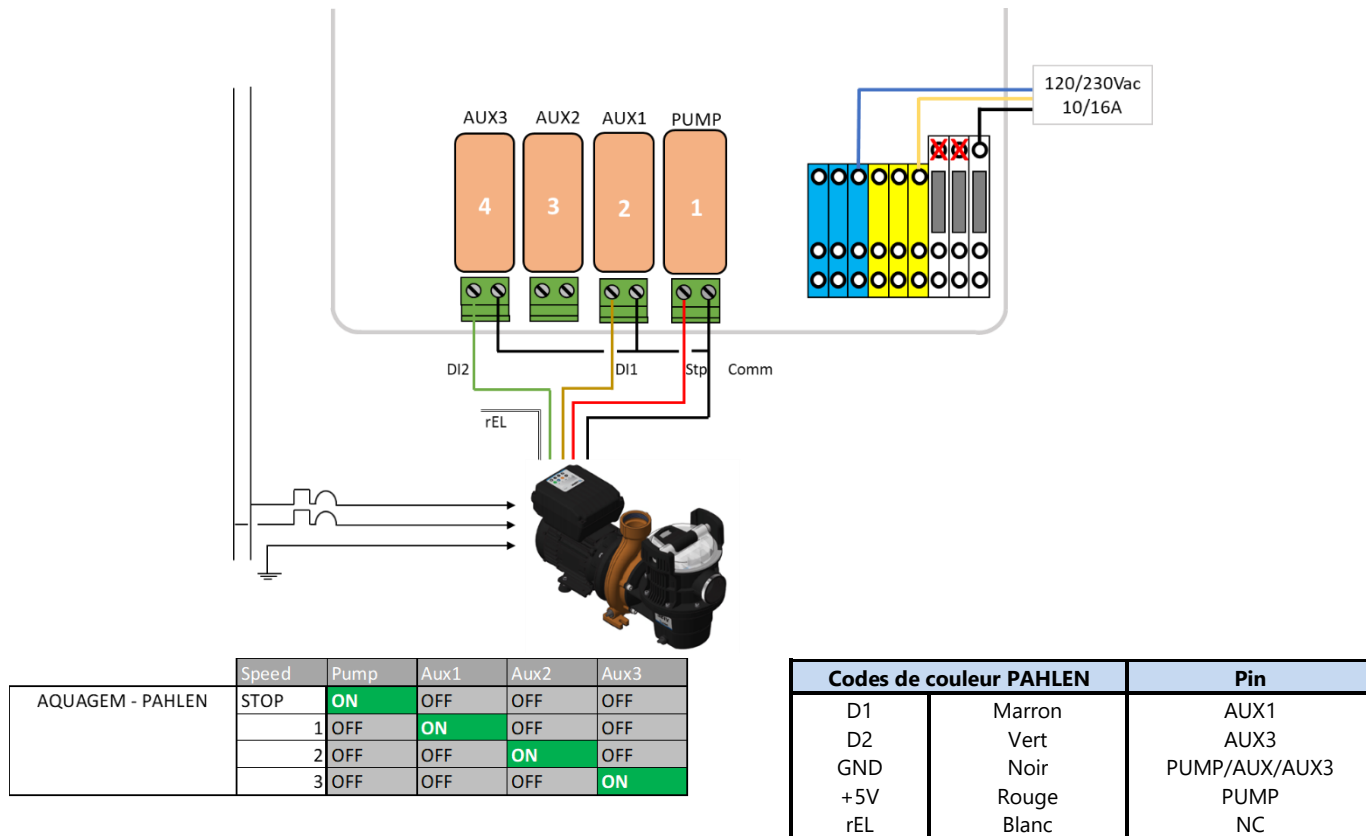 120/230Vac
10/16A
AUX3 AUX2 AUX1 PUMP
4 3 2 1
DI2 DI1 Stp Comm
rEL
Speed Pump Aux1 Aux2 Aux3
AQUAGEM - PAHLEN STOP ON OFF OFF OFF
1 OFF ON OFF OFF
2 OFF OFF ON OFF
3 OFF OFF OFF ON
Codes de couleur PAHLEN Pin
D1 Marron AUX1
D2 Vert AUX3
GND Noir PUMP/AUX/AUX3
+5V Rouge PUMP
rEL Blanc NC